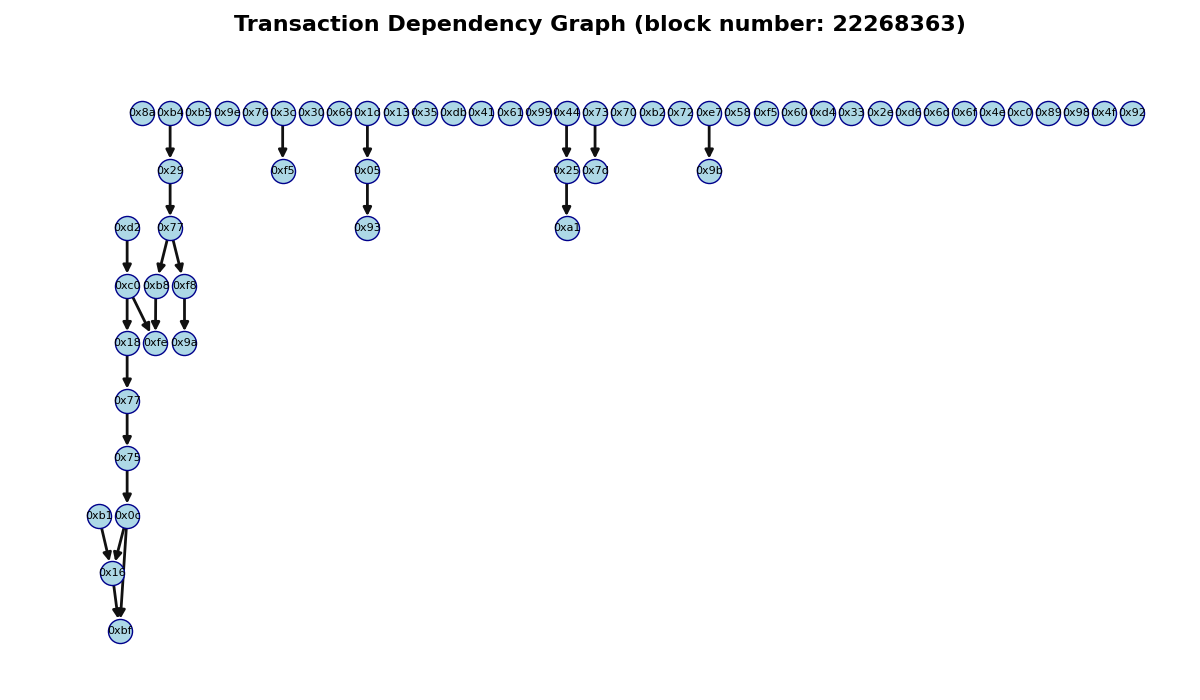 Transaction Dependency Graph (block number: 22268363)
0x8a 0xb4 0xb5 0x9e 0x76 0x3c 0x30 0x66 0x1d 0x13 0x35 0xdb 0x41 0x61 0x99 0x44 0x73 0x70 0xb2 0x72 0xe7 0x58 0xf5 0x60 0xd4 0x33 0x2e 0xd6 0x6d 0x6f 0x4e 0xc0 0x89 0x98 0x4f 0x92
0x29 0xf5 0x05 0x25 0x7d 0x9b
0xd2 0x77 0x93 0xa1
0xc0 0xb8 0xf8
0x18 0xfe 0x9a
0x77
0x75
0xb1 0x0c
0x16
0xbf